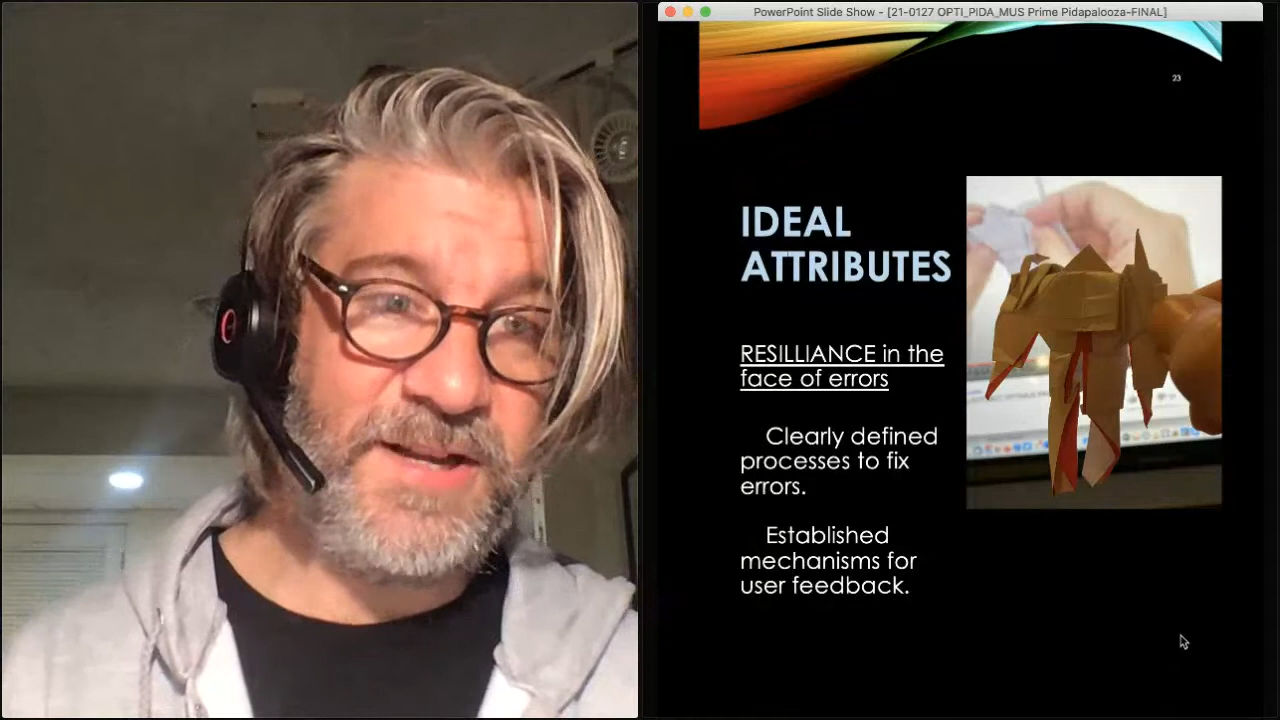 PowerPoint Slide Show - [21-0127 OPTI_PIDA_MUS Prime Pidapalooza-FINAL]
23
IDEAL
ATTRIBUTES
RESILLIANCE in the
face of errors
Clearly defined
processes to fix
errors.
Established
mechanisms for
user feedback.